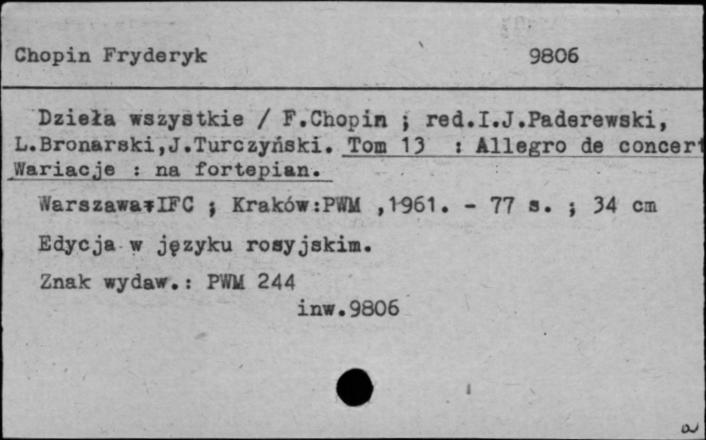 Chopin Fryderyk 9806
Dzieła wszystkie / F.Chopin ; red.I.J.Paderewski,
L.Bronarski,J.Turczyński. Tom 13 : Allegro de concert
Wariacje : na fortepian.
Warszawa:IFC ; Kraków:PWM ,1961. - 77 s. ; 34 cm
Edycja w języku rosyjskim.
Znak wydaw.: PWM 244
inw.9806